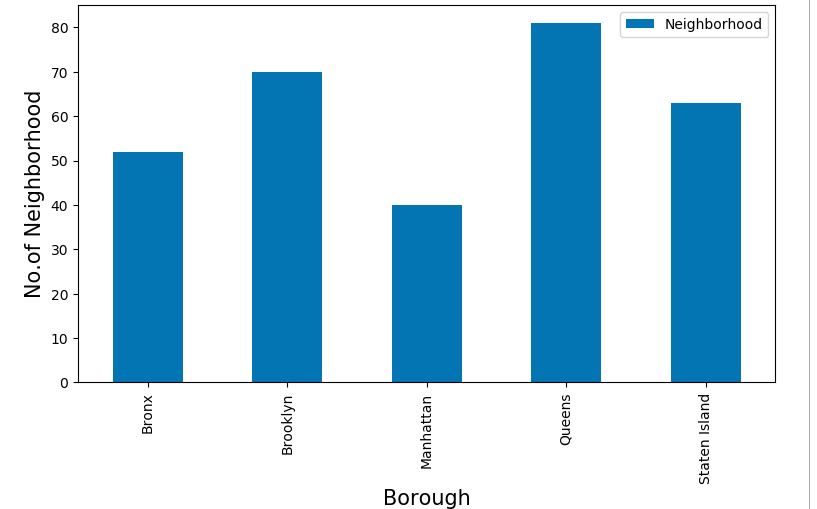 80
70
60
50
40
30
20
10
0
No.of Neighborhood
Neighborhood
Bronx
Brooklyn
Manhattan
Queens
Staten Island
Borough